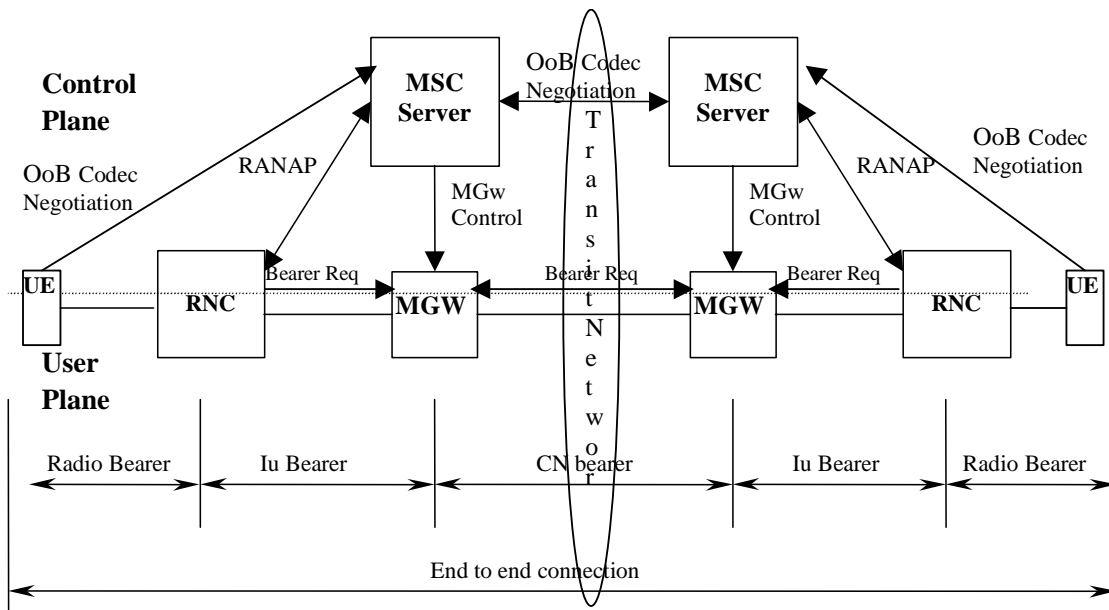 Control
Plane
MSC
Server
OoB Codec
Negotiation
MSC
Server
OoB Codec
Negotiation
RANAP
MGw
Control
Transit Networ
MGw
Control
RANAP
OoB Codec
Negotiation
UE
RNC
Bearer Req
MGW
Bearer Req
MGW
Bearer Req
RNC
UE
User
Plane
Radio Bearer
Iu Bearer
CN bearer
Iu Bearer
Radio Bearer
End to end connection